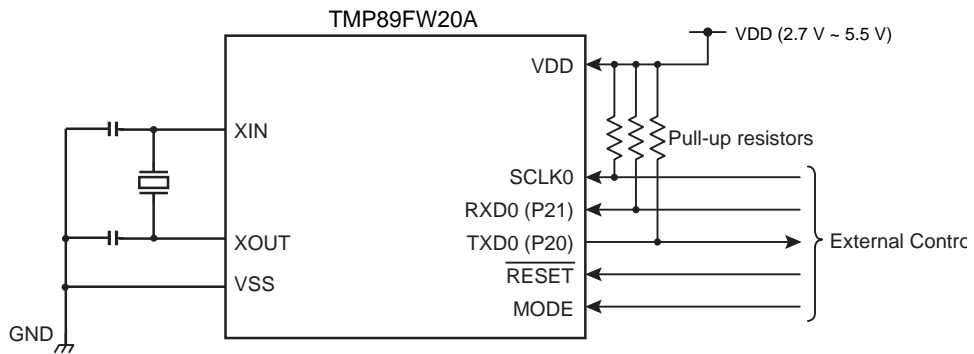 TMP89FW20A
VDD (2.7 V ~ 5.5 V)
VDD
XIN
Pull-up resistors
SCLK0
RXD0 (P21)
XOUT
TXD0 (P20)
External Contro
VSS
RESET
MODE
GND